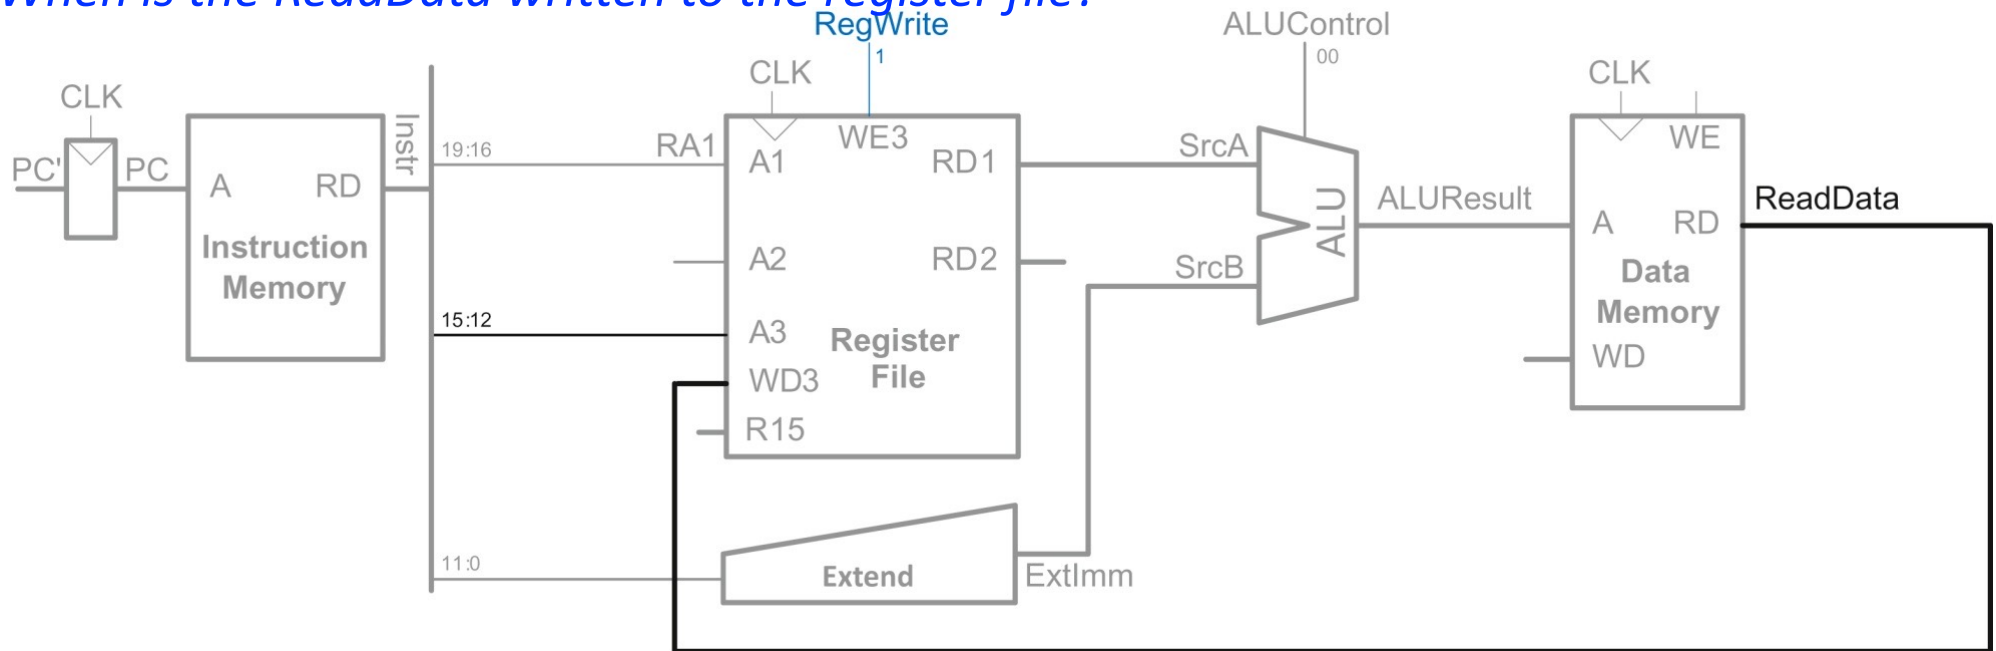 When is the ReadData written to the register file?
RegWrite
ALUControl
1
00
CLK
CLK
CLK
Instr
PC'
PC
A
RD
Instruction
Memory
19:16
RA1
A1
WE3
RD1
SrcA
A2
RD2
SrcB
15:12
A3
Register
File
WD3
R15
ALU
ALUResult
WE
A
RD
ReadData
Data
Memory
WD
11:0
Extend
ExtImm